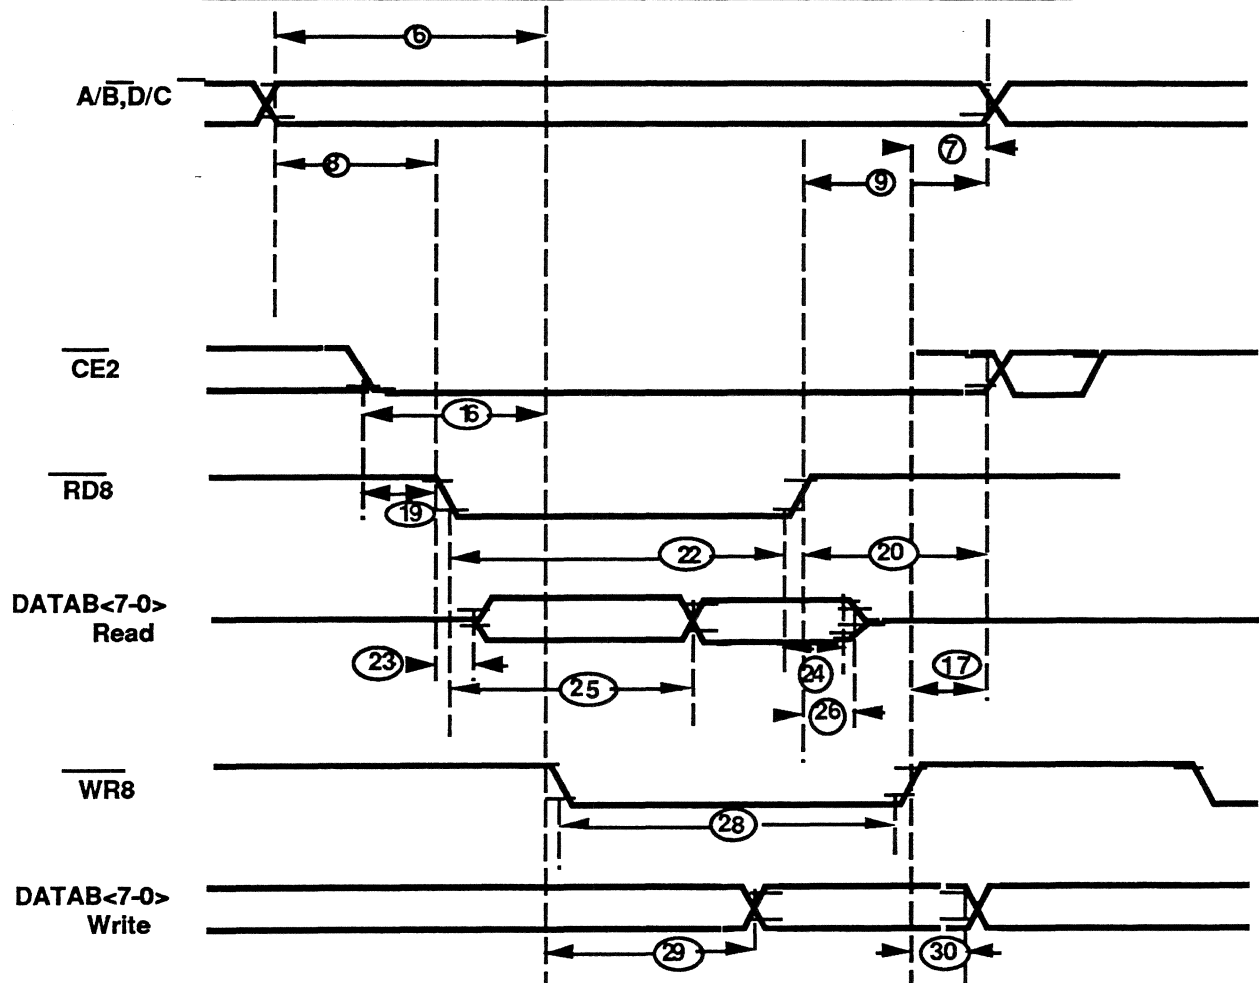 6
A/B,D/C
8
7
9
CE2
16
RD8
19
22
20
DATAB<7-0>
Read
23
25
24
26
17
WR8
28
DATAB<7-0>
Write
29
30